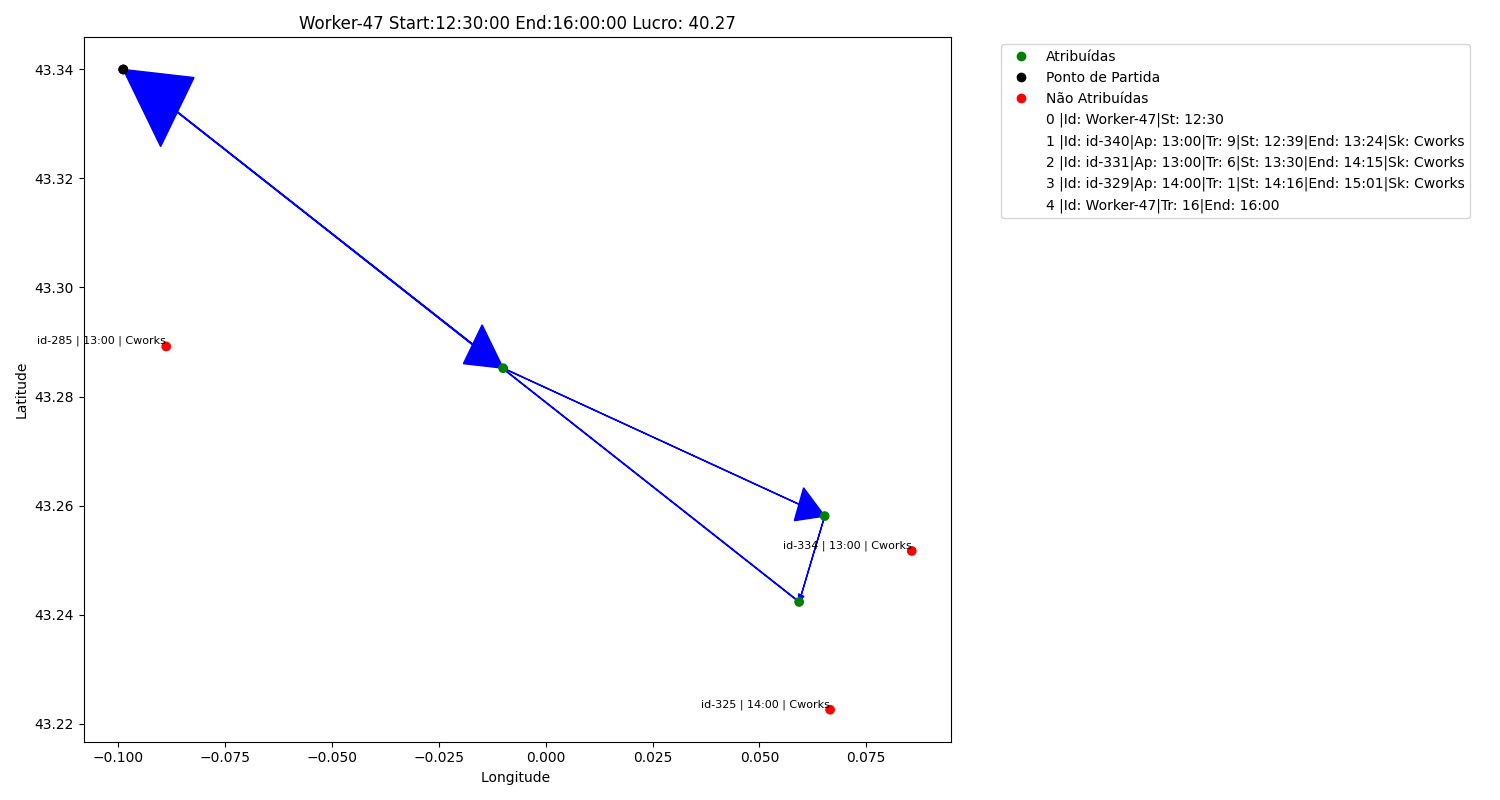 Worker-47 Start:12:30:00 End:16:00:00 Lucro: 40.27
43.34
43.32
43.30
43.28
43.26
43.24
43.22
Latitude
id-285 | 13:00 | Cworks
id-334 | 13:00 | Cworks
id-325 | 14:00 | Cworks
−0.100
−0.075
−0.050
−0.025
0.000
0.025
0.050
0.075
Longitude
Atribuídas
Ponto de Partida
Não Atribuídas
0 |Id: Worker-47|St: 12:30
1 |Id: id-340|Ap: 13:00|Tr: 9|St: 12:39|End: 13:24|Sk: Cworks
2 |Id: id-331|Ap: 13:00|Tr: 6|St: 13:30|End: 14:15|Sk: Cworks
3 |Id: id-329|Ap: 14:00|Tr: 1|St: 14:16|End: 15:01|Sk: Cworks
4 |Id: Worker-47|Tr: 16|End: 16:00